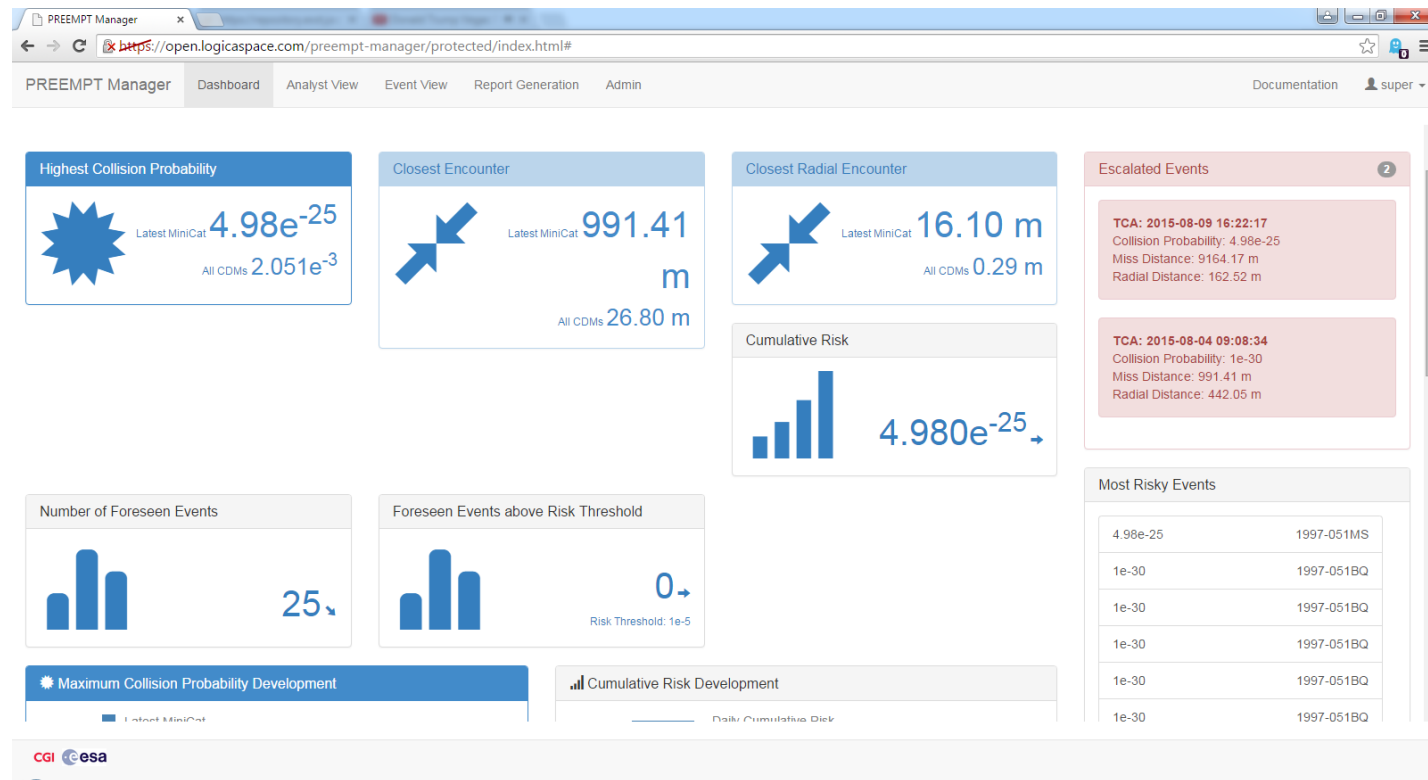 PREEMPT Manager
https://open.logicaspace.com/preempt-manager/protected/index.html#
0
PREEMPT Manager Dashboard Analyst View Event View Report Generation Admin Documentation super
Highest Collision Probability
Latest MiniCat 4.98e-25
All CDMs 2.051e-3
Closest Encounter
Latest MiniCat 991.41
m
All CDMs 26.80 m
Closest Radial Encounter
Latest MiniCat 16.10 m
All CDMs 0.29 m
Cumulative Risk
4.980e-25
Number of Foreseen Events
25
Foreseen Events above Risk Threshold
0
Risk Threshold: 1e-5
Maximum Collision Probability Development
Latest MiniCat
Cumulative Risk Development
Daily Cumulative Risk
Escalated Events 2
TCA: 2015-08-09 16:22:17
Collision Probability: 4.98e-25
Miss Distance: 9164.17 m
Radial Distance: 162.52 m
TCA: 2015-08-04 09:08:34
Collision Probability: 1e-30
Miss Distance: 991.41 m
Radial Distance: 442.05 m
Most Risky Events
4.98e-25 1997-051MS
1e-30 1997-051BQ
1e-30 1997-051BQ
1e-30 1997-051BQ
1e-30 1997-051BQ
1e-30 1997-051BQ
CGI esa